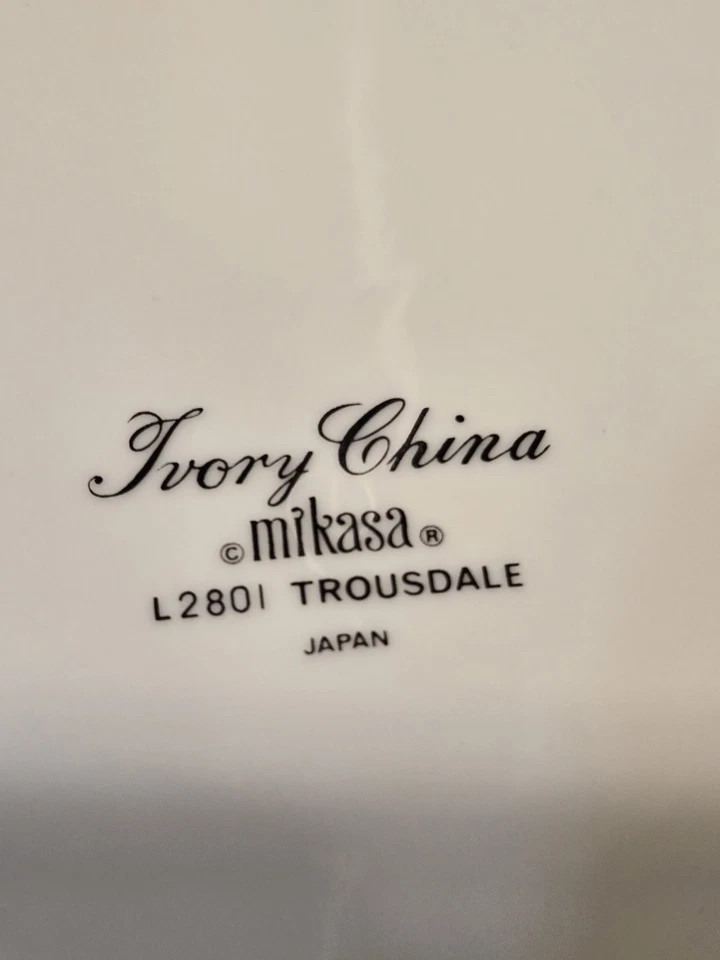 Ivory China
© mikasa ®
L2801 TROUSDALE
JAPAN